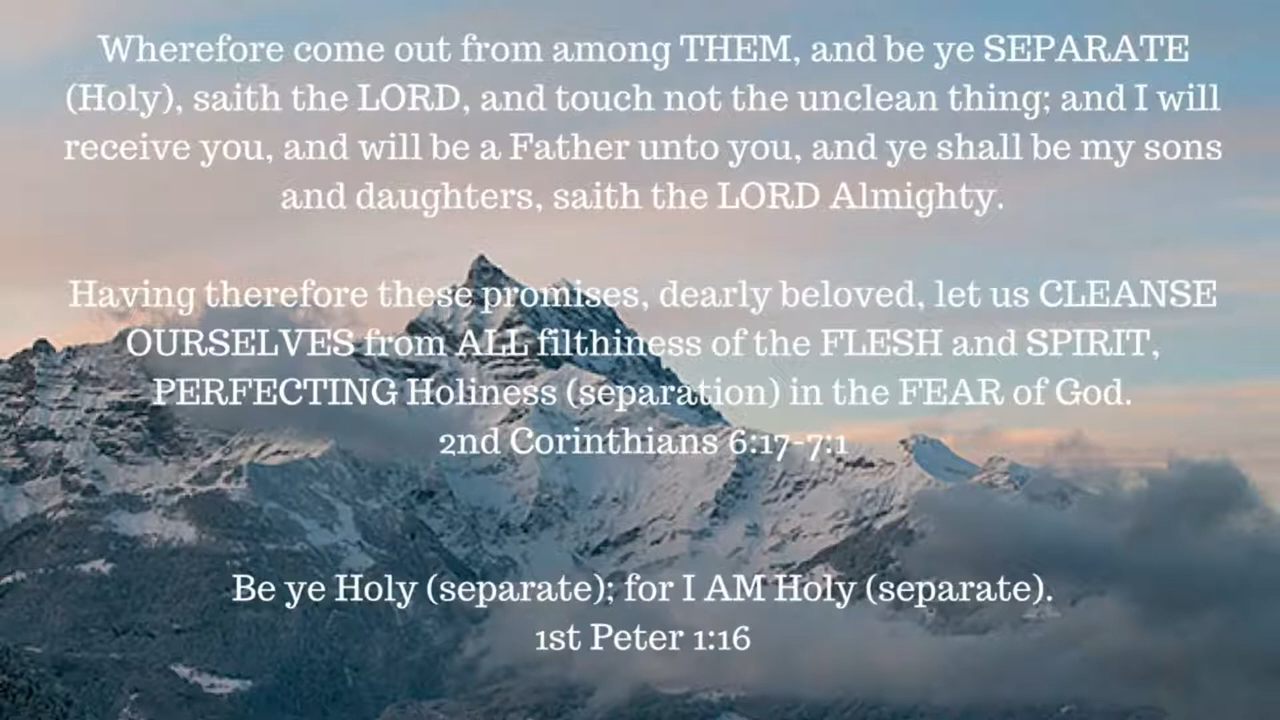 Wherefore come out from among THEM, and be ye SEPARATE
(Holy), saith the LORD, and touch not the unclean thing; and I will
receive you, and will be a Father unto you, and ye shall be my sons
and daughters, saith the LORD Almighty.
Having therefore these promises, dearly beloved, let us CLEANSE
OURSELVES from ALL filthiness of the FLESH and SPIRIT,
PERFECTING Holiness (separation) in the FEAR of God.
2nd Corinthians 6:17-7:1
Be ye Holy (separate); for I AM Holy (separate).
1st Peter 1:16